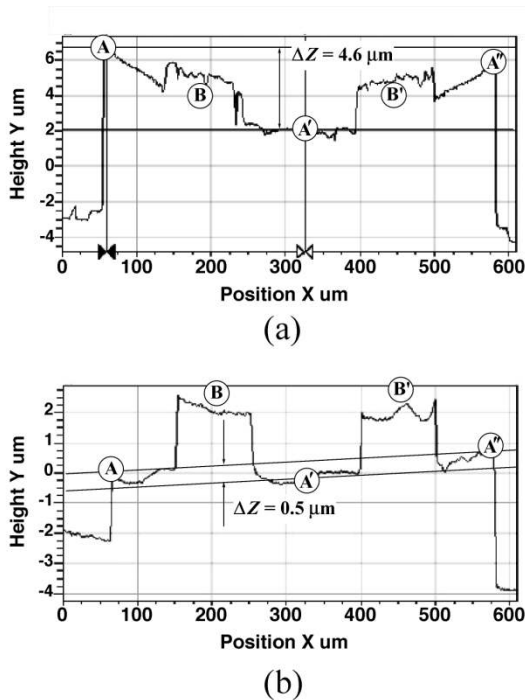 A
ΔZ = 4.6 μm
A"
B
B'
A'
Height Y um
6
4
2
0
-2
-4
0 100 200 300 400 500 600
Position X um
(a)
B
B'
A
A'
A"
ΔZ = 0.5 μm
Height Y um
2
1
0
-1
-2
-3
-4
0 100 200 300 400 500 600
Position X um
(b)